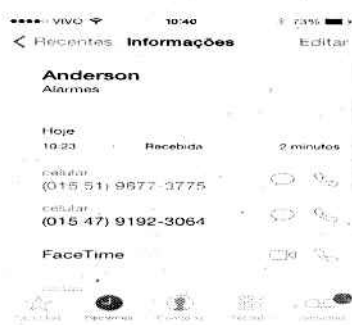 VIVO 10:40 73%
Recentes Informações Editar
Anderson
Alarmes
Hoje
10:23 Recebida 2 minutos
celular
(015 51) 9677-3775
celular
(015 47) 9192-3064
FaceTime
Recentes